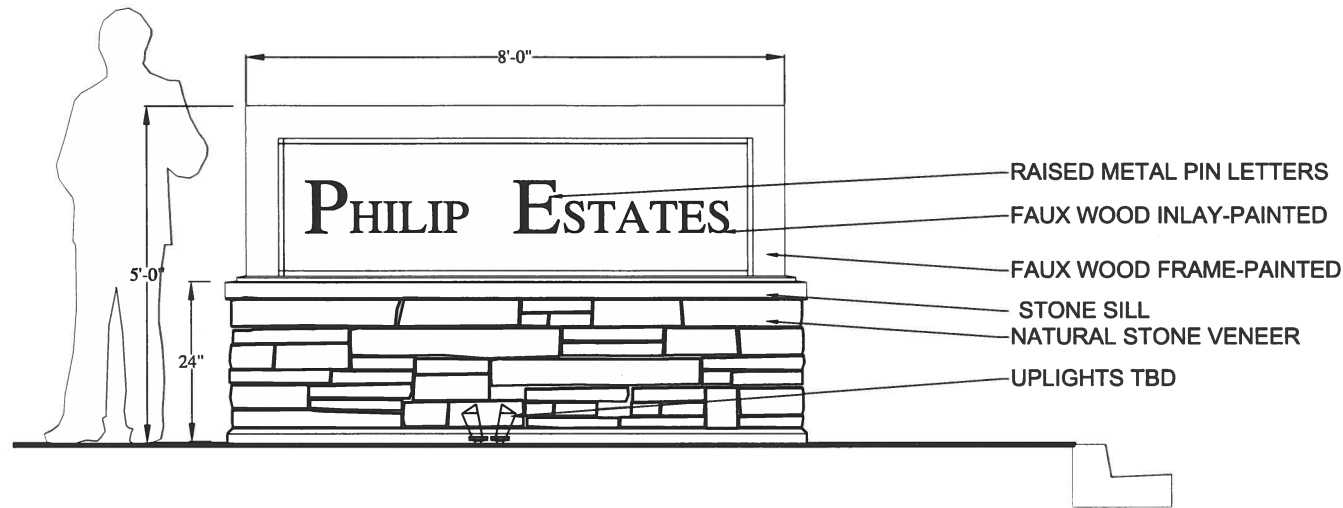 8'-0"
PHILIP ESTATES
5'-0"
24"
RAISED METAL PIN LETTERS
FAUX WOOD INLAY-PAINTED
FAUX WOOD FRAME-PAINTED
STONE SILL
NATURAL STONE VENEER
UPLIGHTS TBD